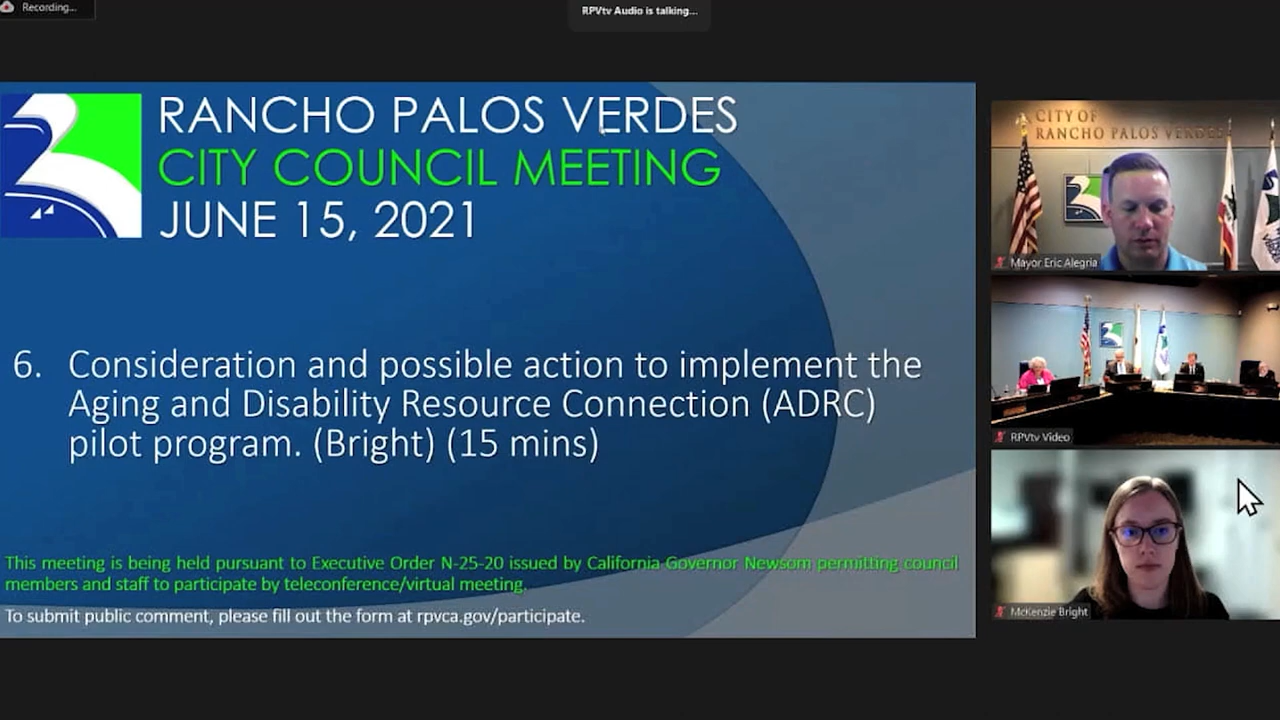 Recording...
RPVtv Audio is talking...
RANCHO PALOS VERDES
CITY COUNCIL MEETING
JUNE 15, 2021
6. Consideration and possible action to implement the
Aging and Disability Resource Connection (ADRC)
pilot program. (Bright) (15 mins)
This meeting is being held pursuant to Executive Order N-25-20 issued by California Governor Newsom permitting council
members and staff to participate by teleconference/virtual meeting.
To submit public comment, please fill out the form at rpvca.gov/participate.
CITY OF
RANCHO PALOS VERDES
Mayor Eric Alegria
RPVtv Video
McKenzie Bright